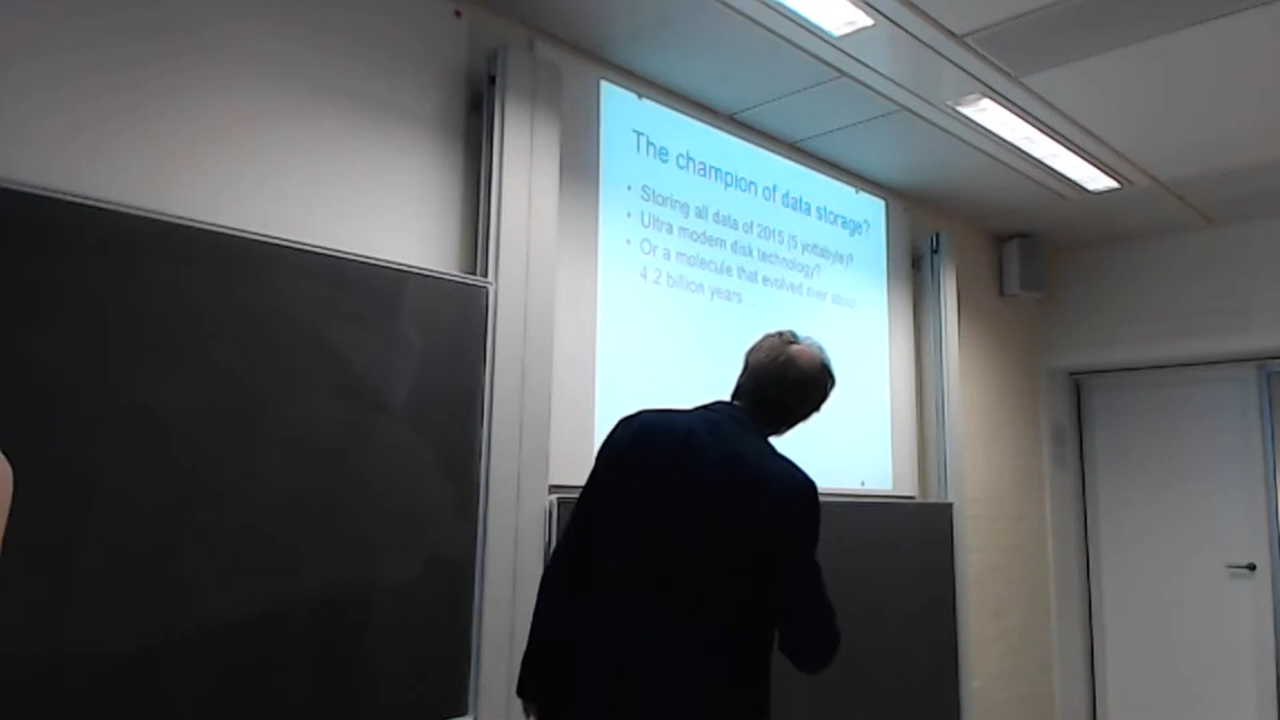 The champion of data storage?
• Storing all data of 2015 (5 yottabyte)?
• Ultra modern disk technology?
• Or a molecule that evolved over about
4.2 billion years